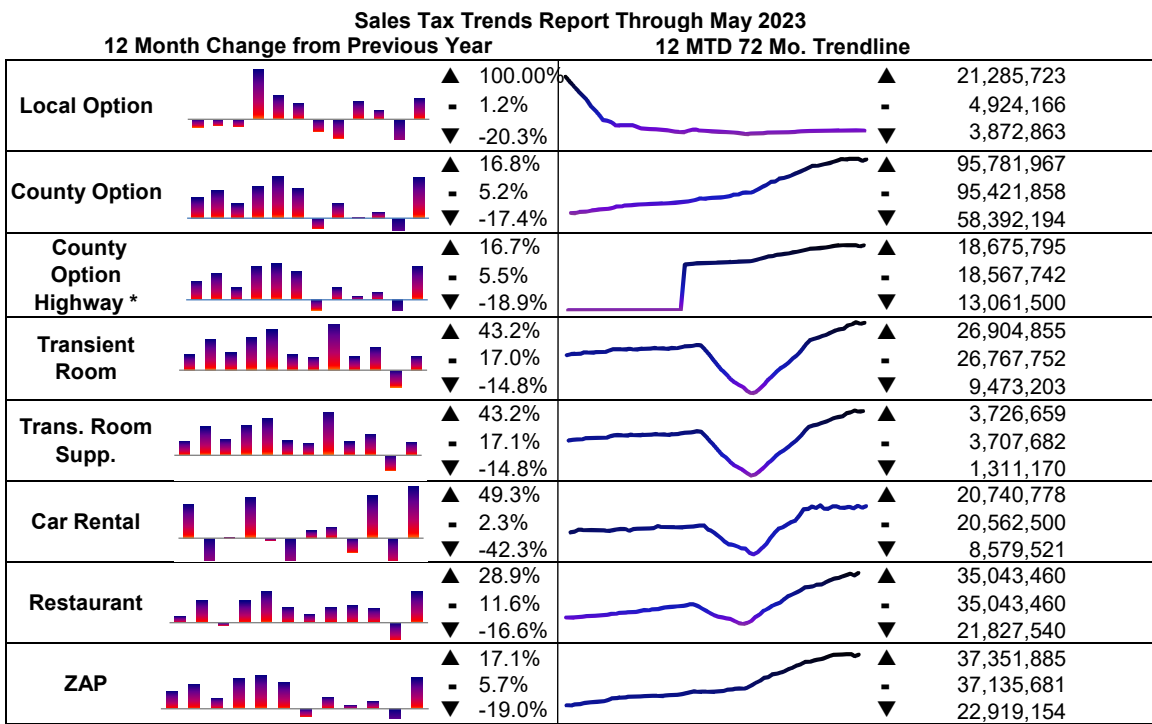 Sales Tax Trends Report Through May 2023
12 Month Change from Previous Year 12 MTD 72 Mo. Trendline
Local Option
▲ 100.00% ▲ 21,285,723
- 1.2% - 4,924,166
▼ -20.3% ▼ 3,872,863
County Option
▲ 16.8% ▲ 95,781,967
- 5.2% - 95,421,858
▼ -17.4% ▼ 58,392,194
County
Option
Highway *
▲ 16.7% ▲ 18,675,795
- 5.5% - 18,567,742
▼ -18.9% ▼ 13,061,500
Transient
Room
▲ 43.2% ▲ 26,904,855
- 17.0% - 26,767,752
▼ -14.8% ▼ 9,473,203
Trans. Room
Supp.
▲ 43.2% ▲ 3,726,659
- 17.1% - 3,707,682
▼ -14.8% ▼ 1,311,170
Car Rental
▲ 49.3% ▲ 20,740,778
- 2.3% - 20,562,500
▼ -42.3% ▼ 8,579,521
Restaurant
▲ 28.9% ▲ 35,043,460
- 11.6% - 35,043,460
▼ -16.6% ▼ 21,827,540
ZAP
▲ 17.1% ▲ 37,351,885
- 5.7% - 37,135,681
▼ -19.0% ▼ 22,919,154